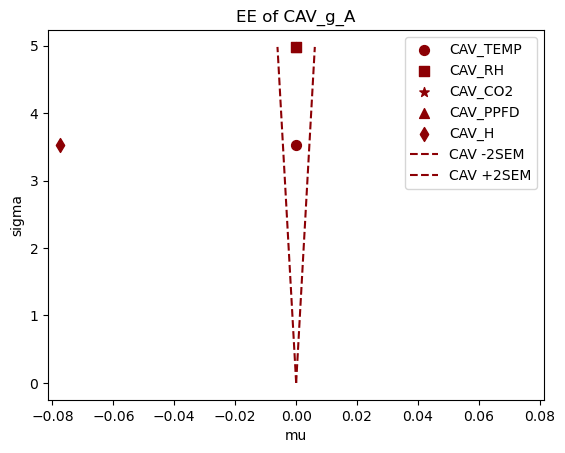 EE of CAV_g_A
CAV_TEMP
CAV_RH
CAV_CO2
CAV_PPFD
CAV_H
CAV -2SEM
CAV +2SEM
5
4
3
2
1
0
sigma
−0.08 −0.06 −0.04 −0.02 0.00 0.02 0.04 0.06 0.08
mu